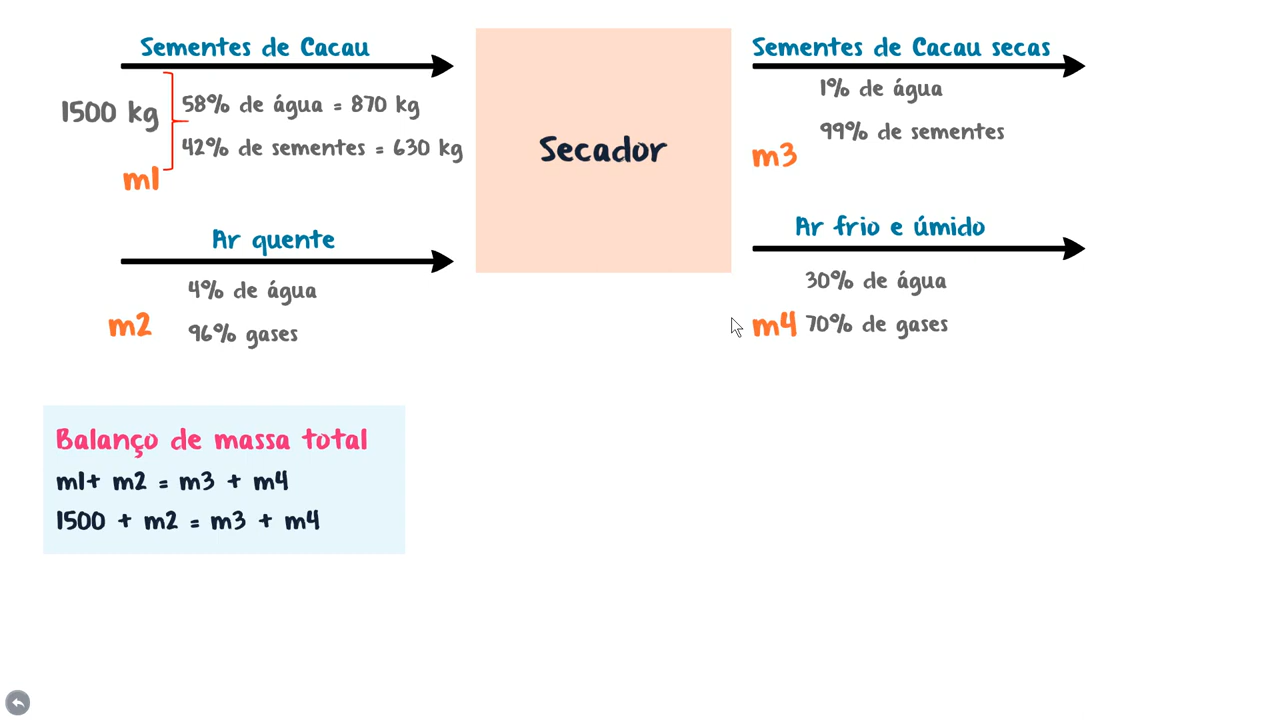 Sementes de Cacau
1500 kg
58% de água = 870 kg
42% de sementes = 630 kg
m1
Ar quente
4% de água
96% gases
m2
Secador
Sementes de Cacau secas
1% de água
99% de sementes
m3
Ar frio e úmido
30% de água
m4 70% de gases
Balanço de massa total
m1+ m2 = m3 + m4
1500 + m2 = m3 + m4